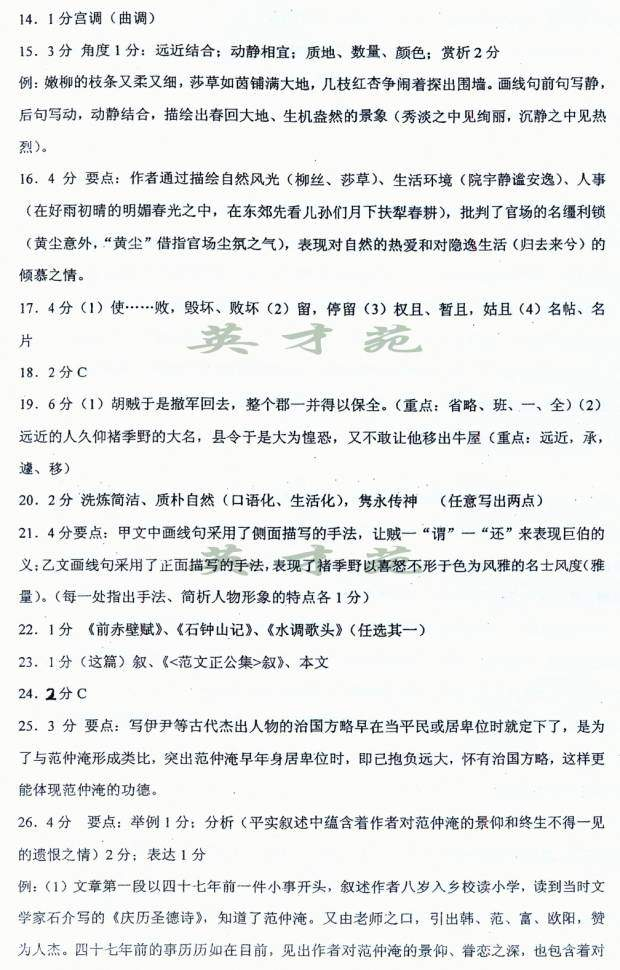 14．1分宫调（曲调）
15．3分 角度1分：远近结合；动静相宜；质地、数量、颜色；赏析2分
例：嫩柳的枝条又柔又细，莎草如茵铺满大地，几枝红杏争闹着探出围墙。画线句前句写静，
后句写动，动静结合，描绘出春回大地、生机盎然的景象（秀淡之中见绚丽，沉静之中见热
烈）。
16．4 分 要点：作者通过描绘自然风光（柳丝、莎草）、生活环境（院宇静谧安逸）、人事
（在好雨初晴的明媚春光之中，在东郊先看儿孙们月下扶犁春耕），批判了官场的名缰利锁
（黄尘意外，“黄尘”借指官场尘氛之气），表现对自然的热爱和对隐逸生活（归去来兮）的
倾慕之情。
17．4分（1）使……败，毁坏、败坏（2）留，停留（3）权且、暂且，姑且（4）名帖、名
片
英才苑
18．2分C
19．6分（1）胡贼于是撤军回去，整个郡一并得以保全。（重点：省略、班、一、全）（2）
远近的人久仰褚季野的大名，县令于是大为惶恐，又不敢让他移出牛屋（重点：远近，承，
遽、移）
20．2分 洗炼简洁、质朴自然（口语化、生活化），隽永传神 （任意写出两点）
21．4分要点：甲文中画线句采用了侧面描写的手法，让贼一“谓”一“还”来表现巨伯的
英才苑
义；乙文画线句采用了正面描写的手法，表现了褚季野以喜怒不形于色为风雅的名士风度（雅
量）。（每一处指出手法、简析人物形象的特点各1分）
22．1分 《前赤壁赋》、《石钟山记》、《水调歌头》（任选其一）
23．1分（这篇）叙、《<范文正公集>叙》、本文
24．2分C
25．3 分 要点：写伊尹等古代杰出人物的治国方略早在当平民或居卑位时就定下了，是为
了与范仲淹形成类比，突出范仲淹早年身居卑位时，即己抱负远大，怀有治国方略，这样更
能体现范仲淹的功德。
26．4分 要点：举例1分；分析（平实叙述中蕴含着作者对范仲淹的景仰和终生不得一见
的遗恨之情）2分；表达1分
例：（1）文章第一段以四十七年前一件小事开头，叙述作者八岁入乡校读小学，读到当时文
学家石介写的《庆历圣德诗》，知道了范仲淹。又由老师之口，引出韩、范、富、欧阳，赞
为人杰。四十七年前的事历历如在目前，见出作者对范仲淹的景仰、眷恋之深，也包含着对